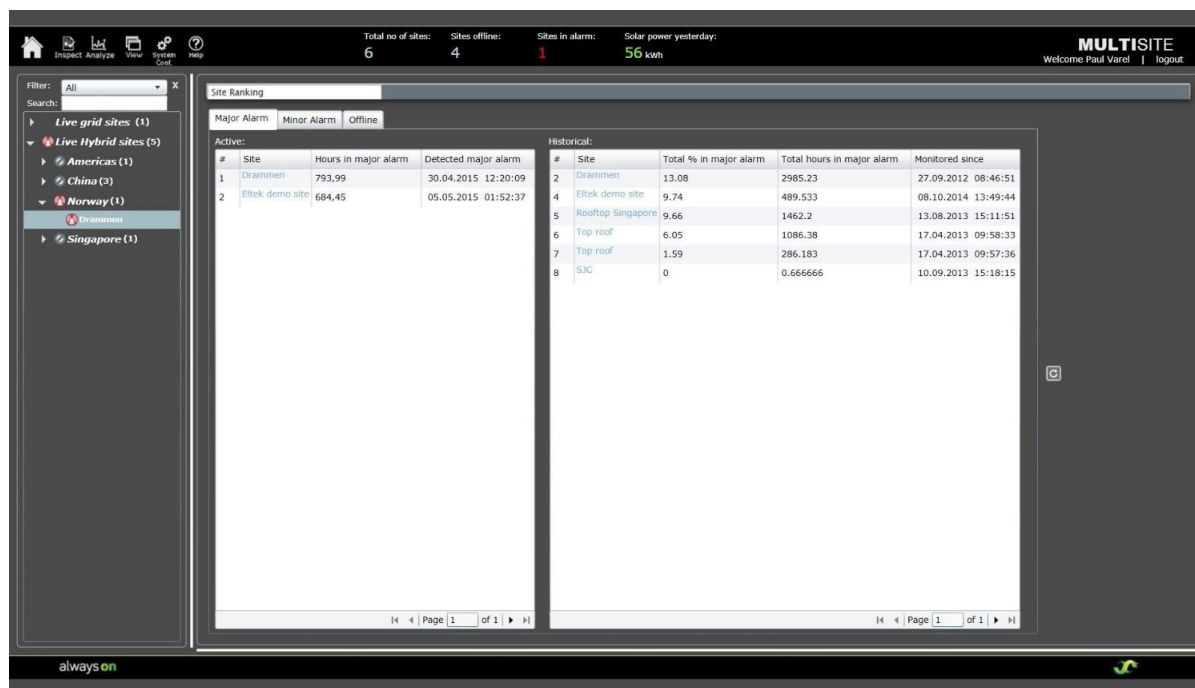 Total no of sites: Sites offline: Sites in alarm: Solar power yesterday:
6 4 1 56 kWh
Inspect Analyze View System Conf. Help
MULTISITE
Welcome Paul Varel | logout
Filter: All X
Search:
Live grid sites (1)
Live Hybrid sites (5)
Americas (1)
China (3)
Norway (1)
Drammen
Singapore (1)
Site Ranking
Major Alarm Minor Alarm Offline
Active:
# Site Hours in major alarm Detected major alarm
1 Drammen 793,99 30.04.2015 12:20:09
2 Eltek demo site 684,45 05.05.2015 01:52:37
Page 1 of 1
Historical:
# Site Total % in major alarm Total hours in major alarm Monitored since
2 Drammen 13.08 2985.23 27.09.2012 08:46:51
4 Eltek demo site 9.74 489.533 08.10.2014 13:49:44
5 Rooftop Singapore 9.66 1462.2 13.08.2013 15:11:51
6 Top roof 6.05 1086.38 17.04.2013 09:58:33
7 Top roof 1.59 286.183 17.04.2013 09:57:36
8 SJC 0 0.666666 10.09.2013 15:18:15
Page 1 of 1
always on